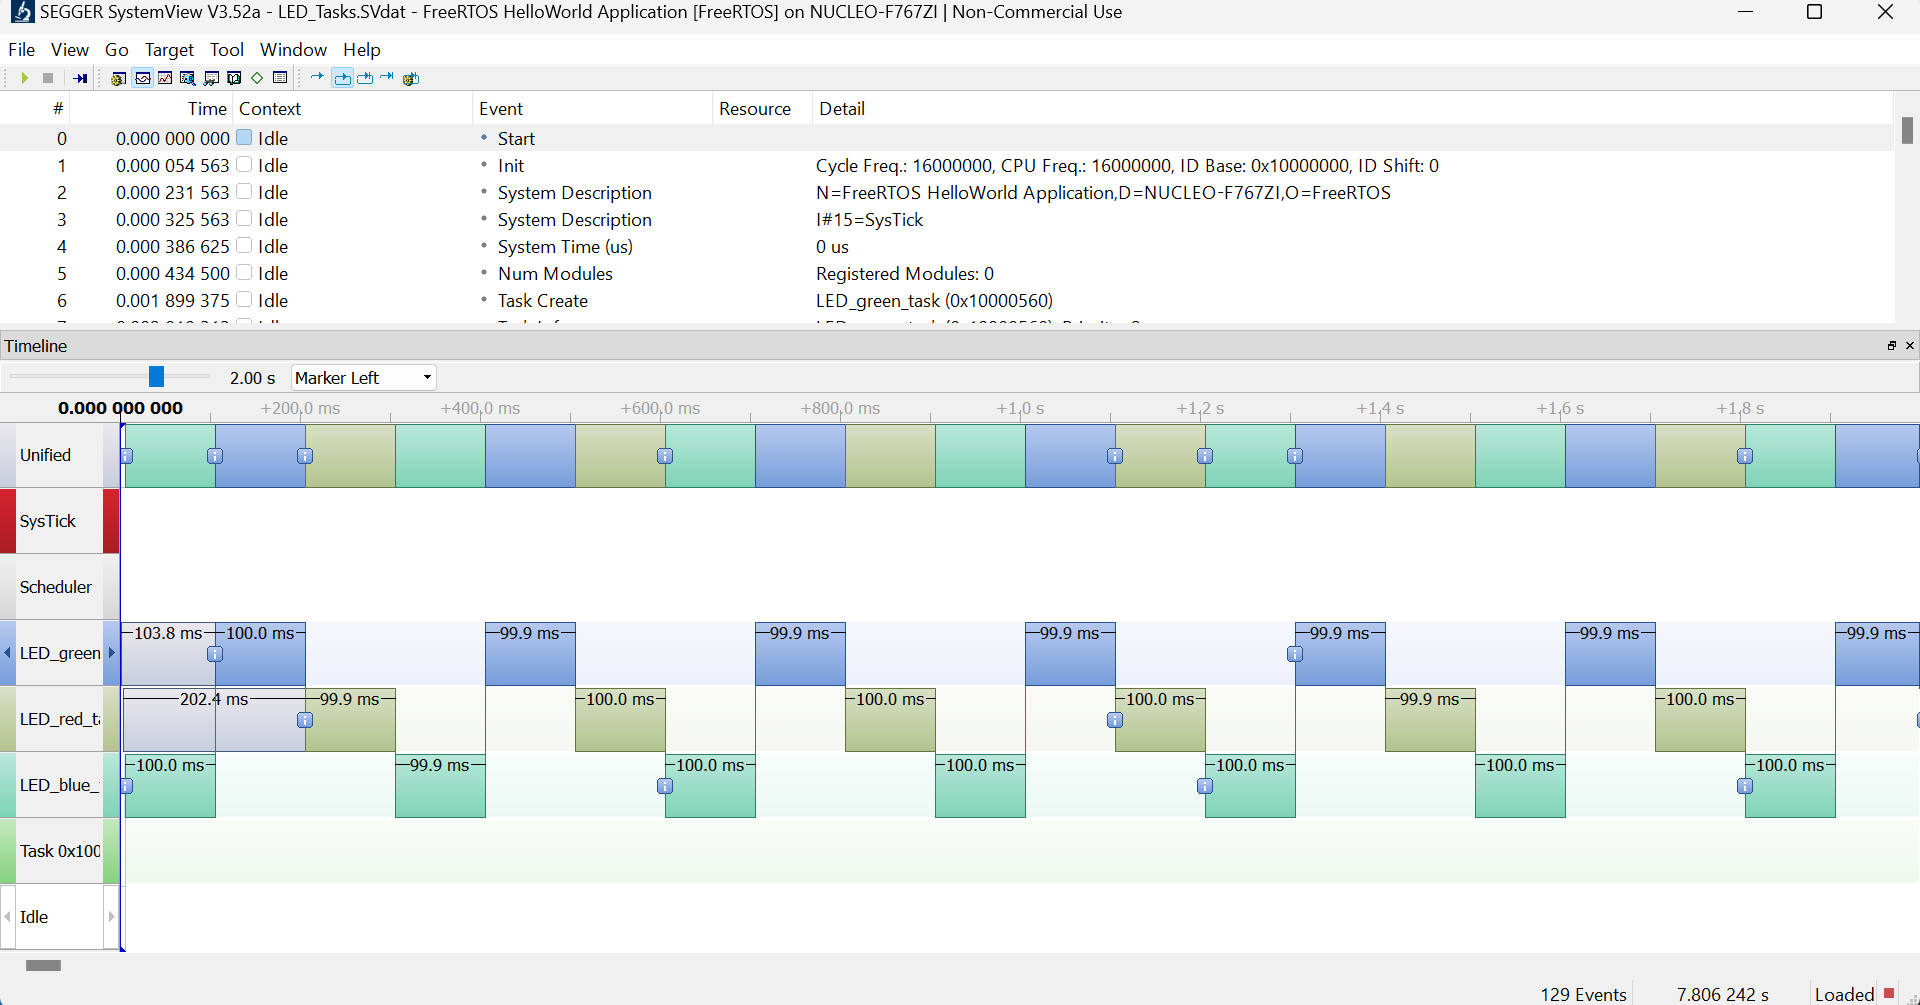 SEGGER SystemView V3.52a - LED_Tasks.SVdat - FreeRTOS HelloWorld Application [FreeRTOS] on NUCLEO-F767ZI | Non-Commercial Use
File View Go Target Tool Window Help
# Time Context Event Resource Detail
0 0.000 000 000 Idle Start
1 0.000 054 563 Idle Init Cycle Freq.: 16000000, CPU Freq.: 16000000, ID Base: 0x10000000, ID Shift: 0
2 0.000 231 563 Idle System Description N=FreeRTOS HelloWorld Application,D=NUCLEO-F767ZI,O=FreeRTOS
3 0.000 325 563 Idle System Description I#15=SysTick
4 0.000 386 625 Idle System Time (us) 0 us
5 0.000 434 500 Idle Num Modules Registered Modules: 0
6 0.001 899 375 Idle Task Create LED_green_task (0x10000560)
Timeline
2.00 s Marker Left
0.000 000 000 +200.0 ms +400.0 ms +600.0 ms +800.0 ms +1.0 s +1.2 s +1.4 s +1.6 s +1.8 s
Unified
SysTick
Scheduler
LED_green 103.8 ms 100.0 ms 99.9 ms 99.9 ms 99.9 ms 99.9 ms 99.9 ms 99.9 ms
LED_red_t 202.4 ms 99.9 ms 100.0 ms 100.0 ms 100.0 ms 99.9 ms 100.0 ms
LED_blue_ 100.0 ms 99.9 ms 100.0 ms 100.0 ms 100.0 ms 100.0 ms 100.0 ms
Task 0x100
Idle
129 Events 7.806 242 s Loaded